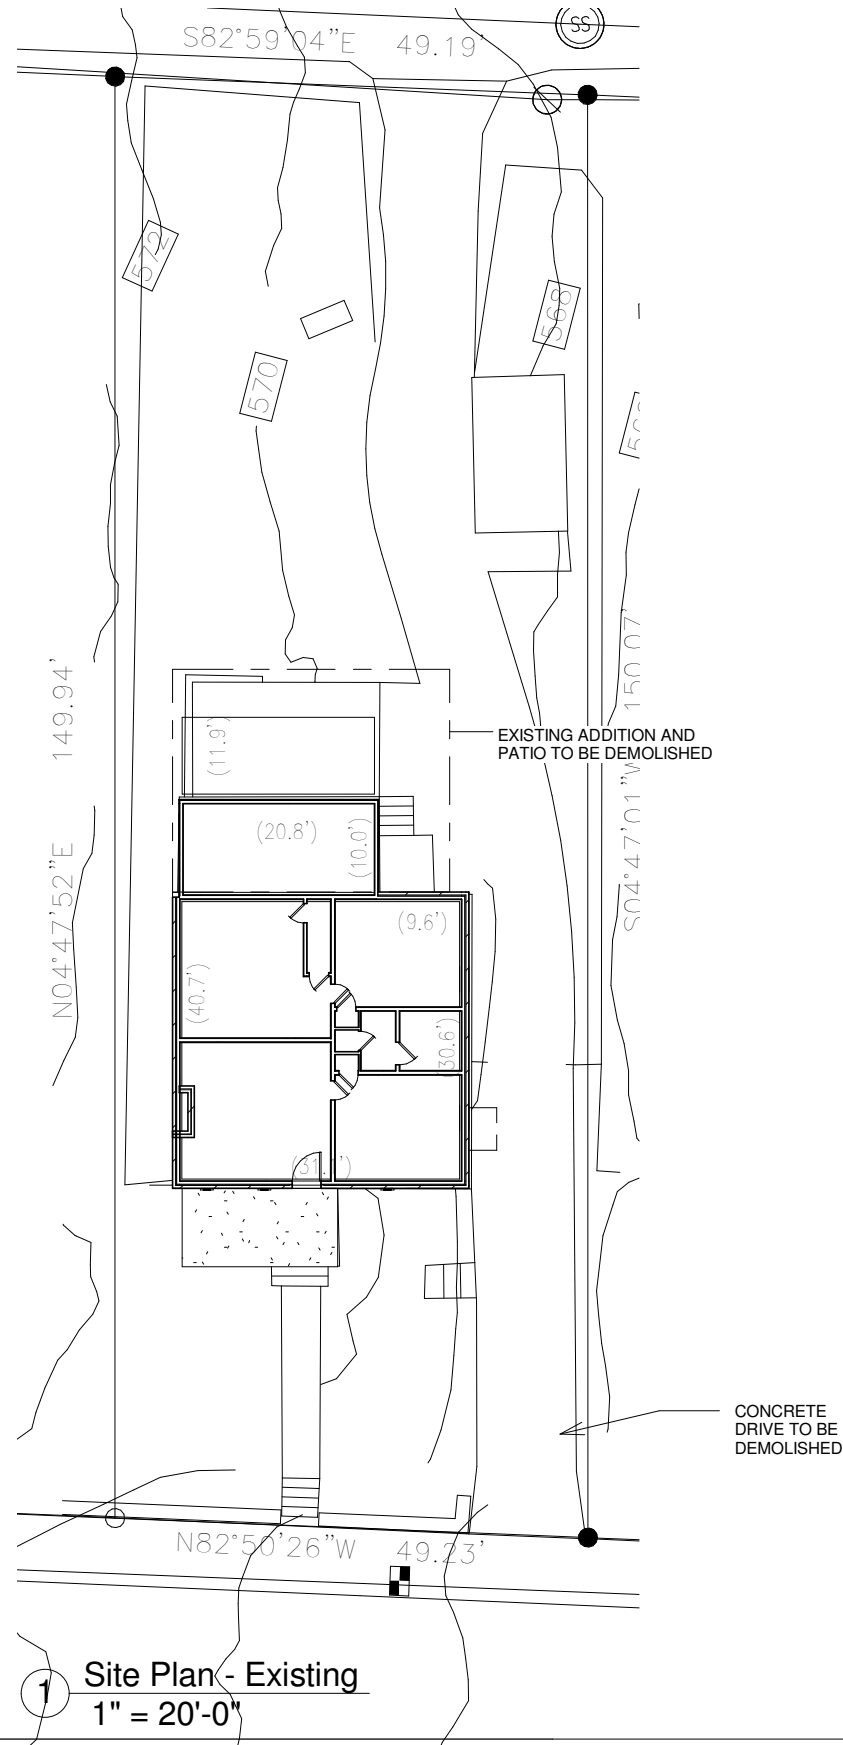 SS
S82°59'04"E 49.19'
572
568
570
149.94'
N04°47'52"E
150.07'
S04°47'01"W
EXISTING ADDITION AND
PATIO TO BE DEMOLISHED
(11.9')
(20.8')
(10.0')
(9.6')
(40.7')
(30.6')
(31.1')
CONCRETE
DRIVE TO BE
DEMOLISHED
N82°50'26"W 49.23'
1
Site Plan - Existing
1" = 20'-0"